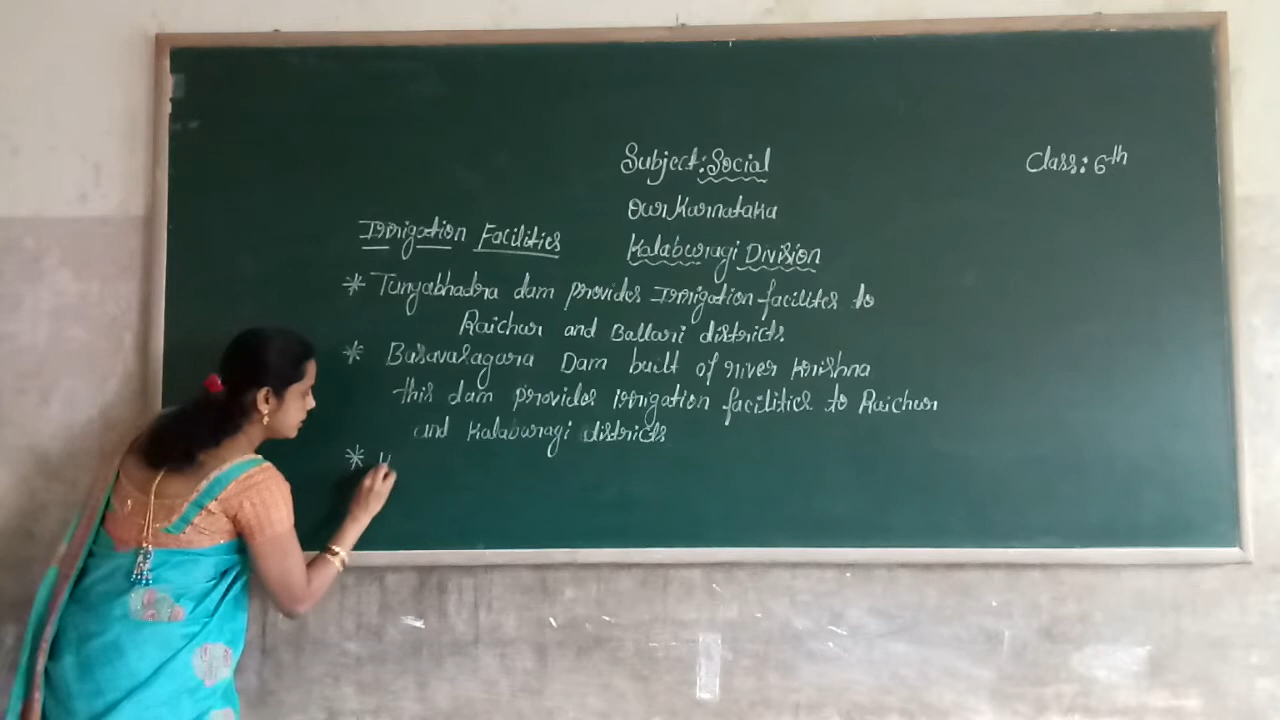 Subject: Social
Class: 6th
Our Karnataka
Irrigation Facilities
Kalaburagi Division
* Tungabhadra dam provides Irrigation facilites to
Raichur and Ballari districts
* Basavasagara Dam built of river Krishna
this dam provides irrigation facilities to Raichur
and Kalaburagi districts
*